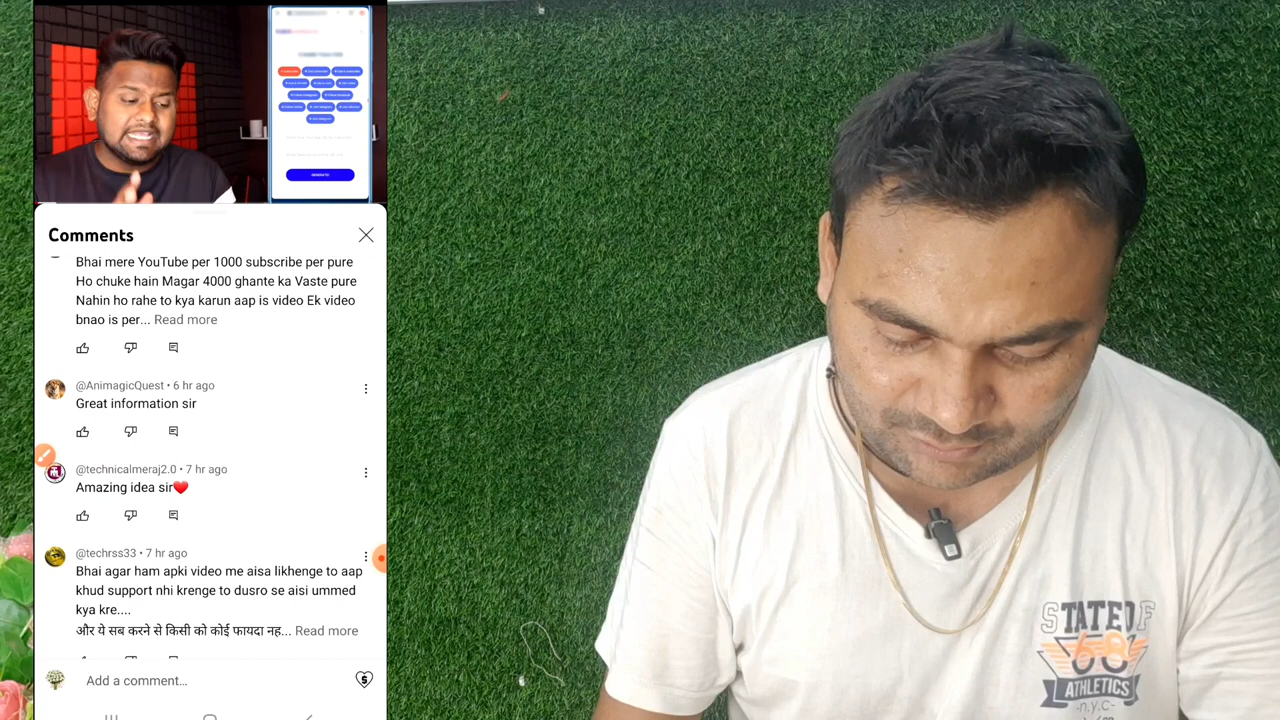 GENERATE
Comments
Bhai mere YouTube per 1000 subscribe per pure
Ho chuke hain Magar 4000 ghante ka Vaste pure
Nahin ho rahe to kya karun aap is video Ek video
bnao is per... Read more
@AnimagicQuest • 6 hr ago
Great information sir
@technicalmeraj2.0 • 7 hr ago
Amazing idea sir❤️
@techrss33 • 7 hr ago
Bhai agar ham apki video me aisa likhenge to aap
khud support nhi krenge to dusro se aisi ummed
kya kre....
और ये सब करने से किसी को कोई फायदा नह... Read more
Add a comment...
STATE OF
68
ATHLETICS
-n.y.c-